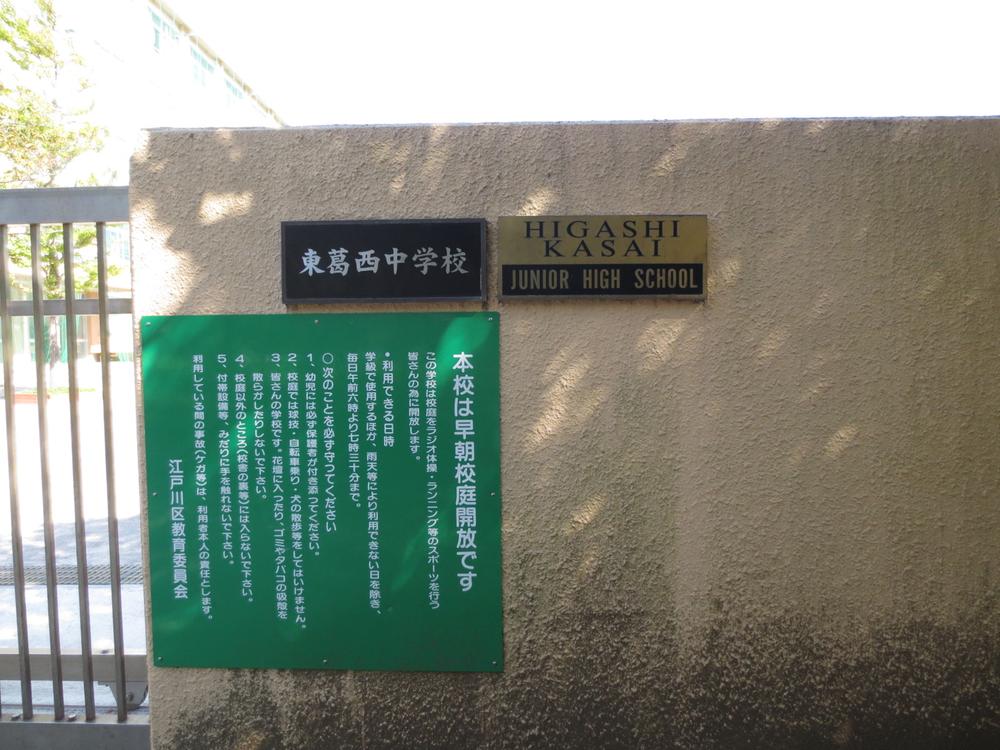 東葛西中学校
HIGASHI
KASAI
JUNIOR HIGH SCHOOL
本校は早朝校庭開放です
この学校は校庭をラジオ体操・ランニング等のスポーツを行う
皆さんの為に開放します。
•利用できる日時
学級で使用するほか、雨天等により利用できない日を除き、
毎日午前六時より七時三十分まで。
○次のことを必ず守つてください
1、幼児には必ず保護者が付き添つてください。
2、校庭では球技・自転車乗り・犬の散歩等をしてはいけません。
3、皆さんの学校です。花壇に入つたり、ゴミやタバコの吸殻を
散らかしたりしないで下さい。
4、校庭以外のところ(校舎の裏等)には入らないで下さい。
5、付帯設備等、みだりに手を触れないで下さい。
利用している間の事故(ケガ等)は、利用者本人の責任とします。
江戸川区教育委員会